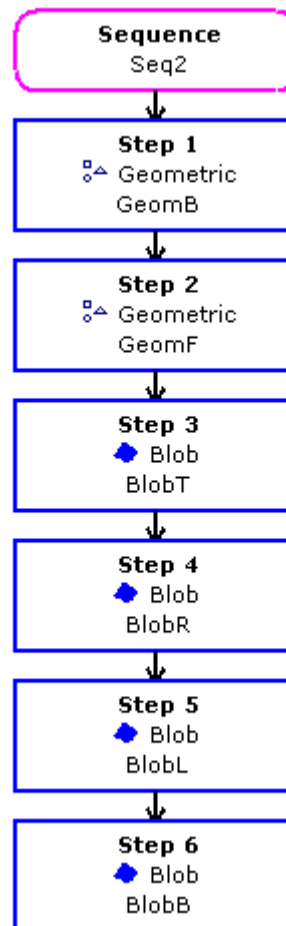 Sequence
Seq2
Step 1
Geometric
GeomB
Step 2
Geometric
GeomF
Step 3
Blob
BlobT
Step 4
Blob
BlobR
Step 5
Blob
BlobL
Step 6
Blob
BlobB